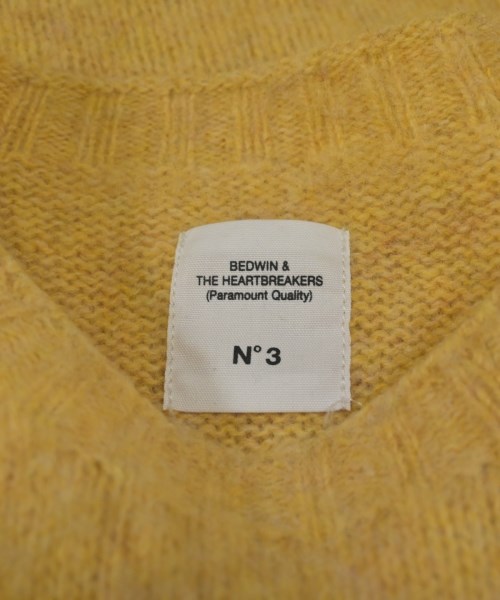 BEDWIN &
THE HEARTBREAKERS
(Paramount Quality)
N° 3